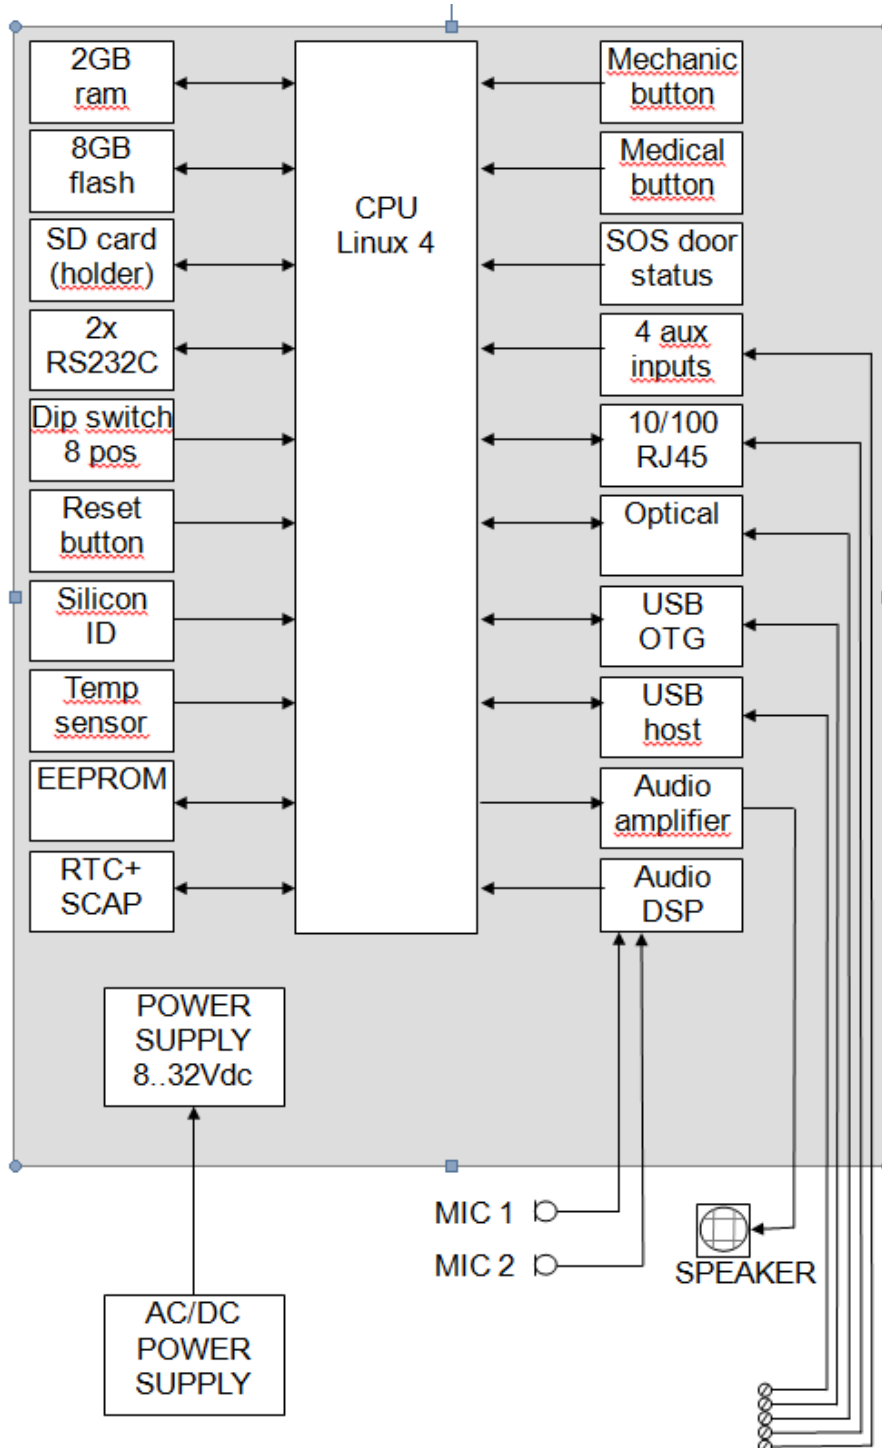 2GB
ram
8GB
flash
SD card
(holder)
2x
RS232C
Dip switch
8 pos
Reset
button
Silicon
ID
Temp
sensor
EEPROM
RTC+
SCAP
CPU
Linux 4
Mechanic
button
Medical
button
SOS door
status
4 aux
inputs
10/100
RJ45
Optical
USB
OTG
USB
host
Audio
amplifier
Audio
DSP
POWER
SUPPLY
8..32Vdc
MIC 1
MIC 2
SPEAKER
AC/DC
POWER
SUPPLY